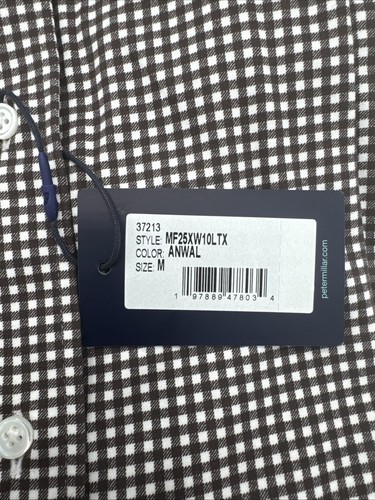 37213
STYLE: MF25XW10LTX
COLOR: ANWAL
SIZE: M
1 97889 47803 4
petermillar.com